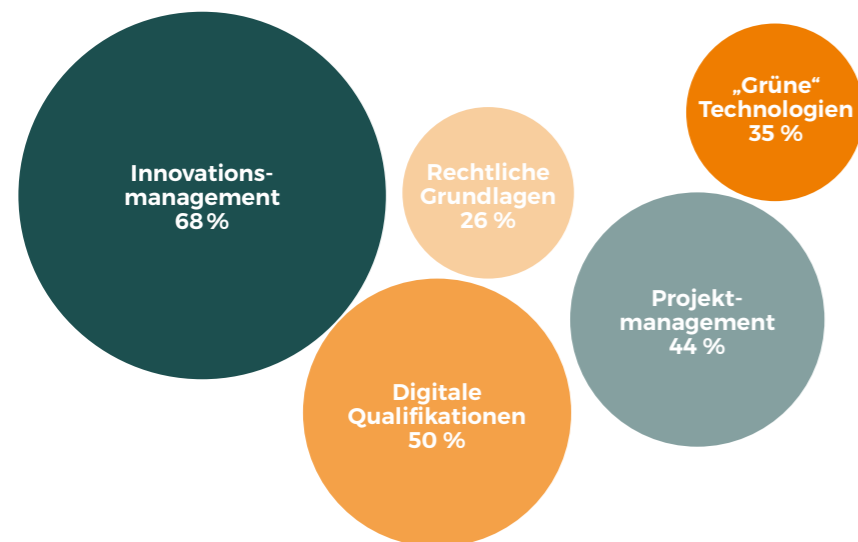 Innovations-
management
68 %
Rechtliche
Grundlagen
26 %
„Grüne“
Technologien
35 %
Projekt-
management
44 %
Digitale
Qualifikationen
50 %